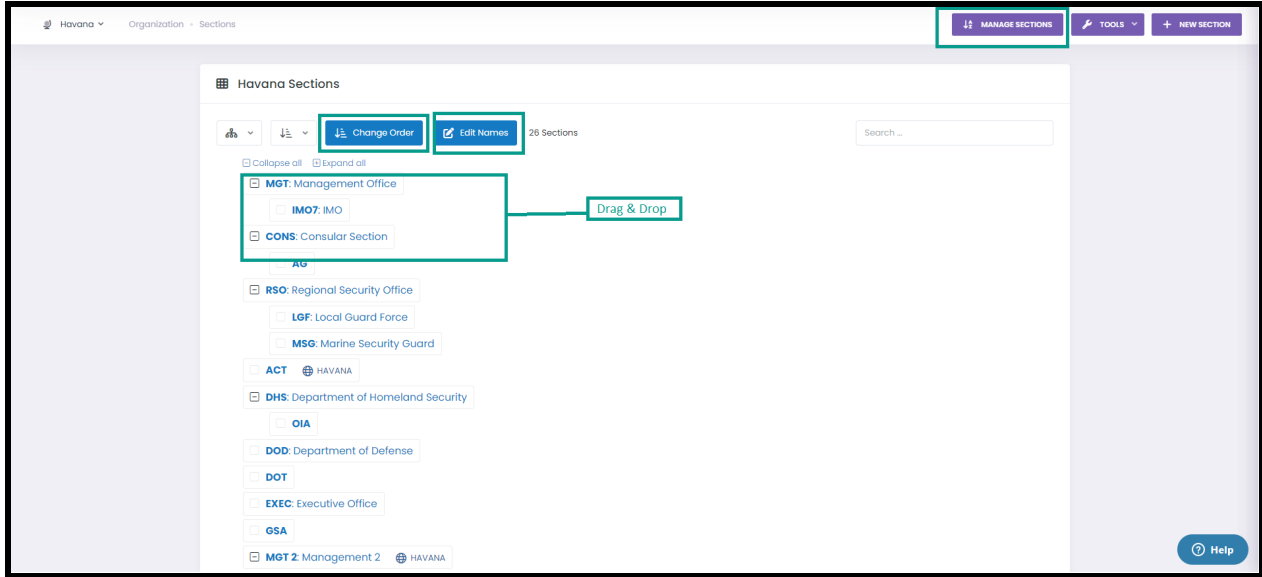 Havana Organization - Sections MANAGE SECTIONS TOOLS + NEW SECTION
Havana Sections
Change Order Edit Names 26 Sections Search ...
Collapse all Expand all
MGT: Management Office
IMO7: IMO
Drag & Drop
CONS: Consular Section
AG
RSO: Regional Security Office
LGF: Local Guard Force
MSG: Marine Security Guard
ACT HAVANA
DHS: Department of Homeland Security
OIA
DOD: Department of Defense
DOT
EXEC: Executive Office
GSA
MGT 2: Management 2 HAVANA
Help